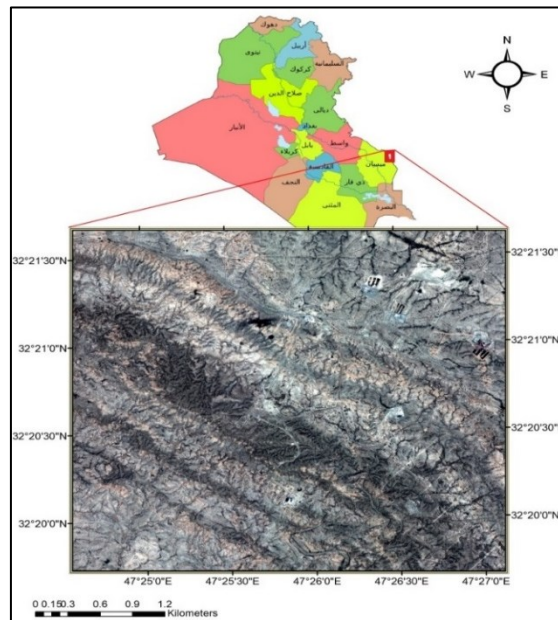 دهوك
أربيل
نينوى
السليمانية
كركوك
صلاح الدين
ديالى
الأنبار
بغداد
واسط
بابل
كربلاء
القادسية
ميسان
1
النجف
ذي قار
المثنى
البصرة
N
W E
S
32°21'30"N 32°21'30"N
32°21'0"N 32°21'0"N
32°20'30"N 32°20'30"N
32°20'0"N 32°20'0"N
47°25'0"E 47°25'30"E 47°26'0"E 47°26'30"E 47°27'0"E
0 0.15 0.3 0.6 0.9 1.2
Kilometers